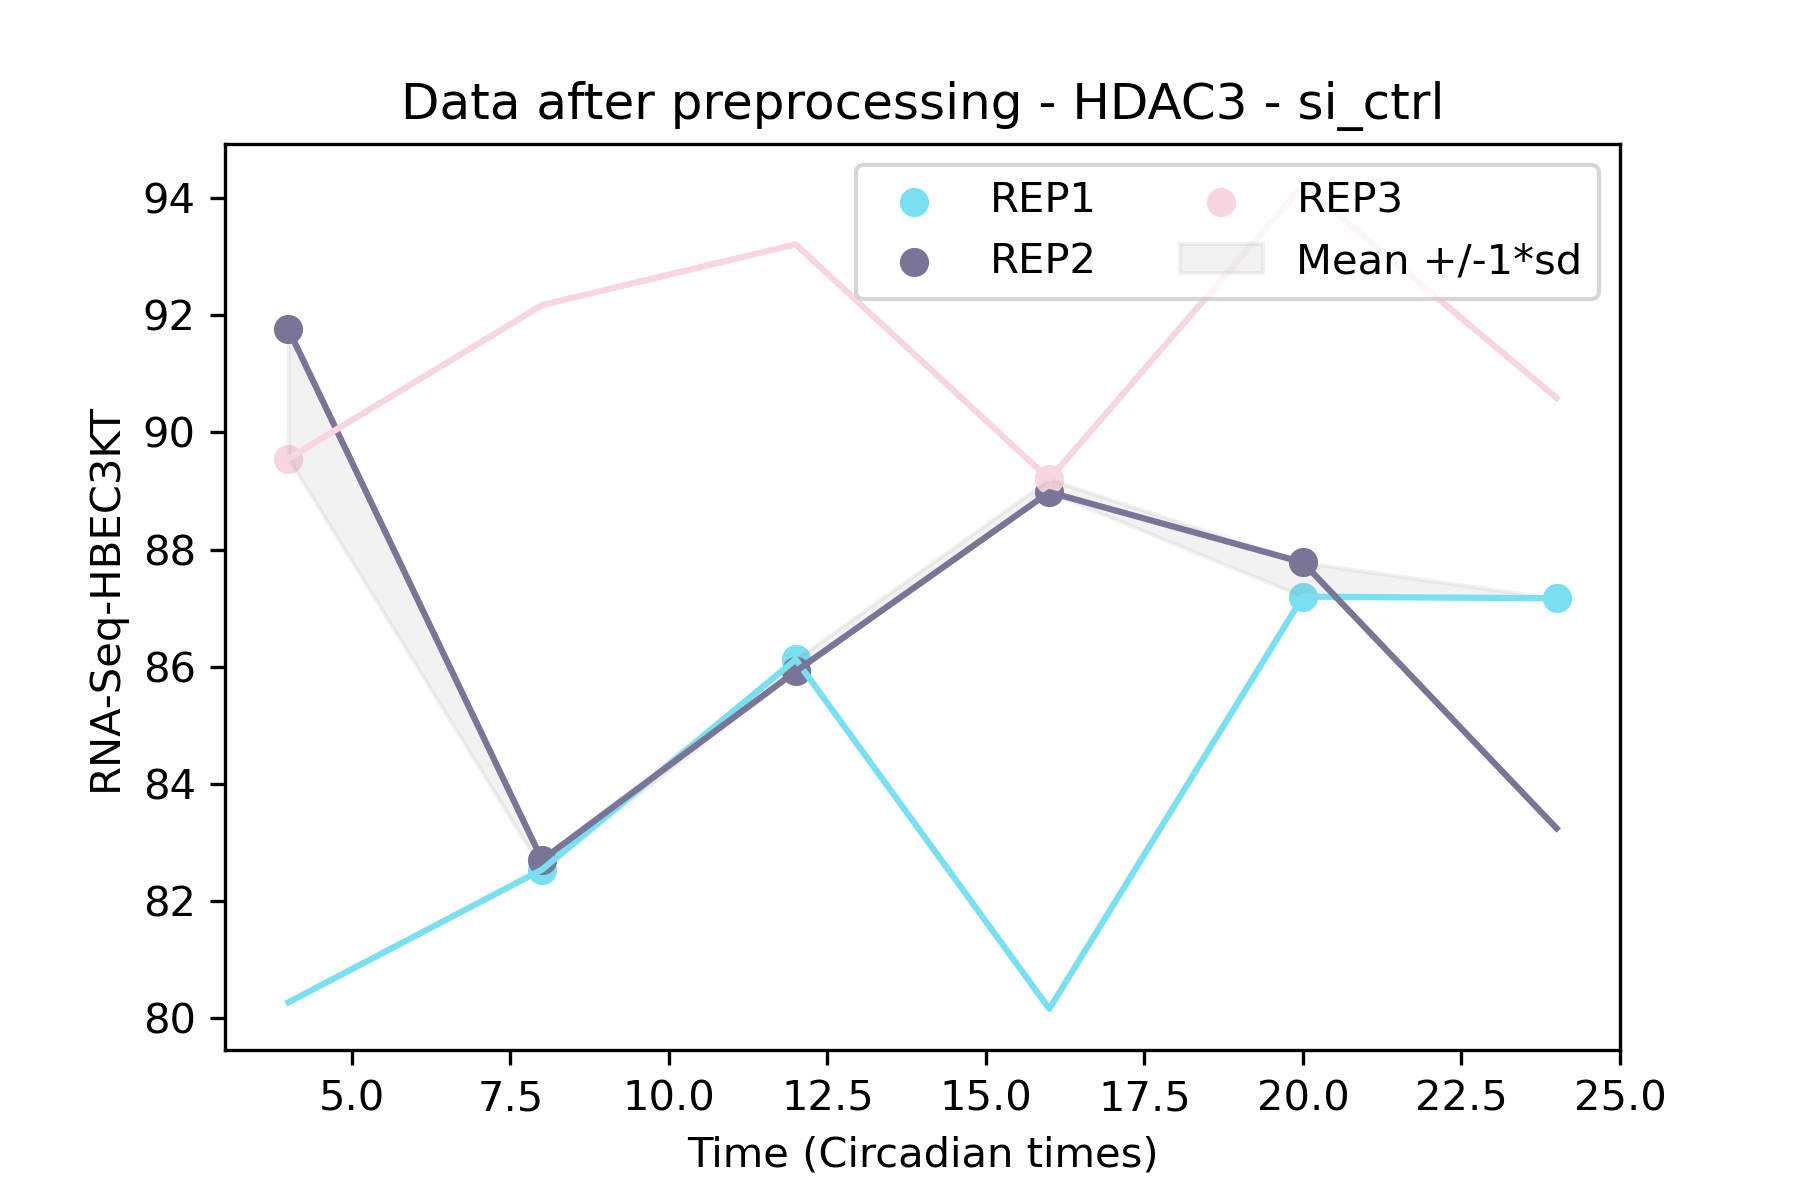 Data after preprocessing - HDAC3 - si_ctrl
REP1
REP2
REP3
Mean +/-1*sd
RNA-Seq-HBEC3KT
94
92
90
88
86
84
82
80
5.0 7.5 10.0 12.5 15.0 17.5 20.0 22.5 25.0
Time (Circadian times)